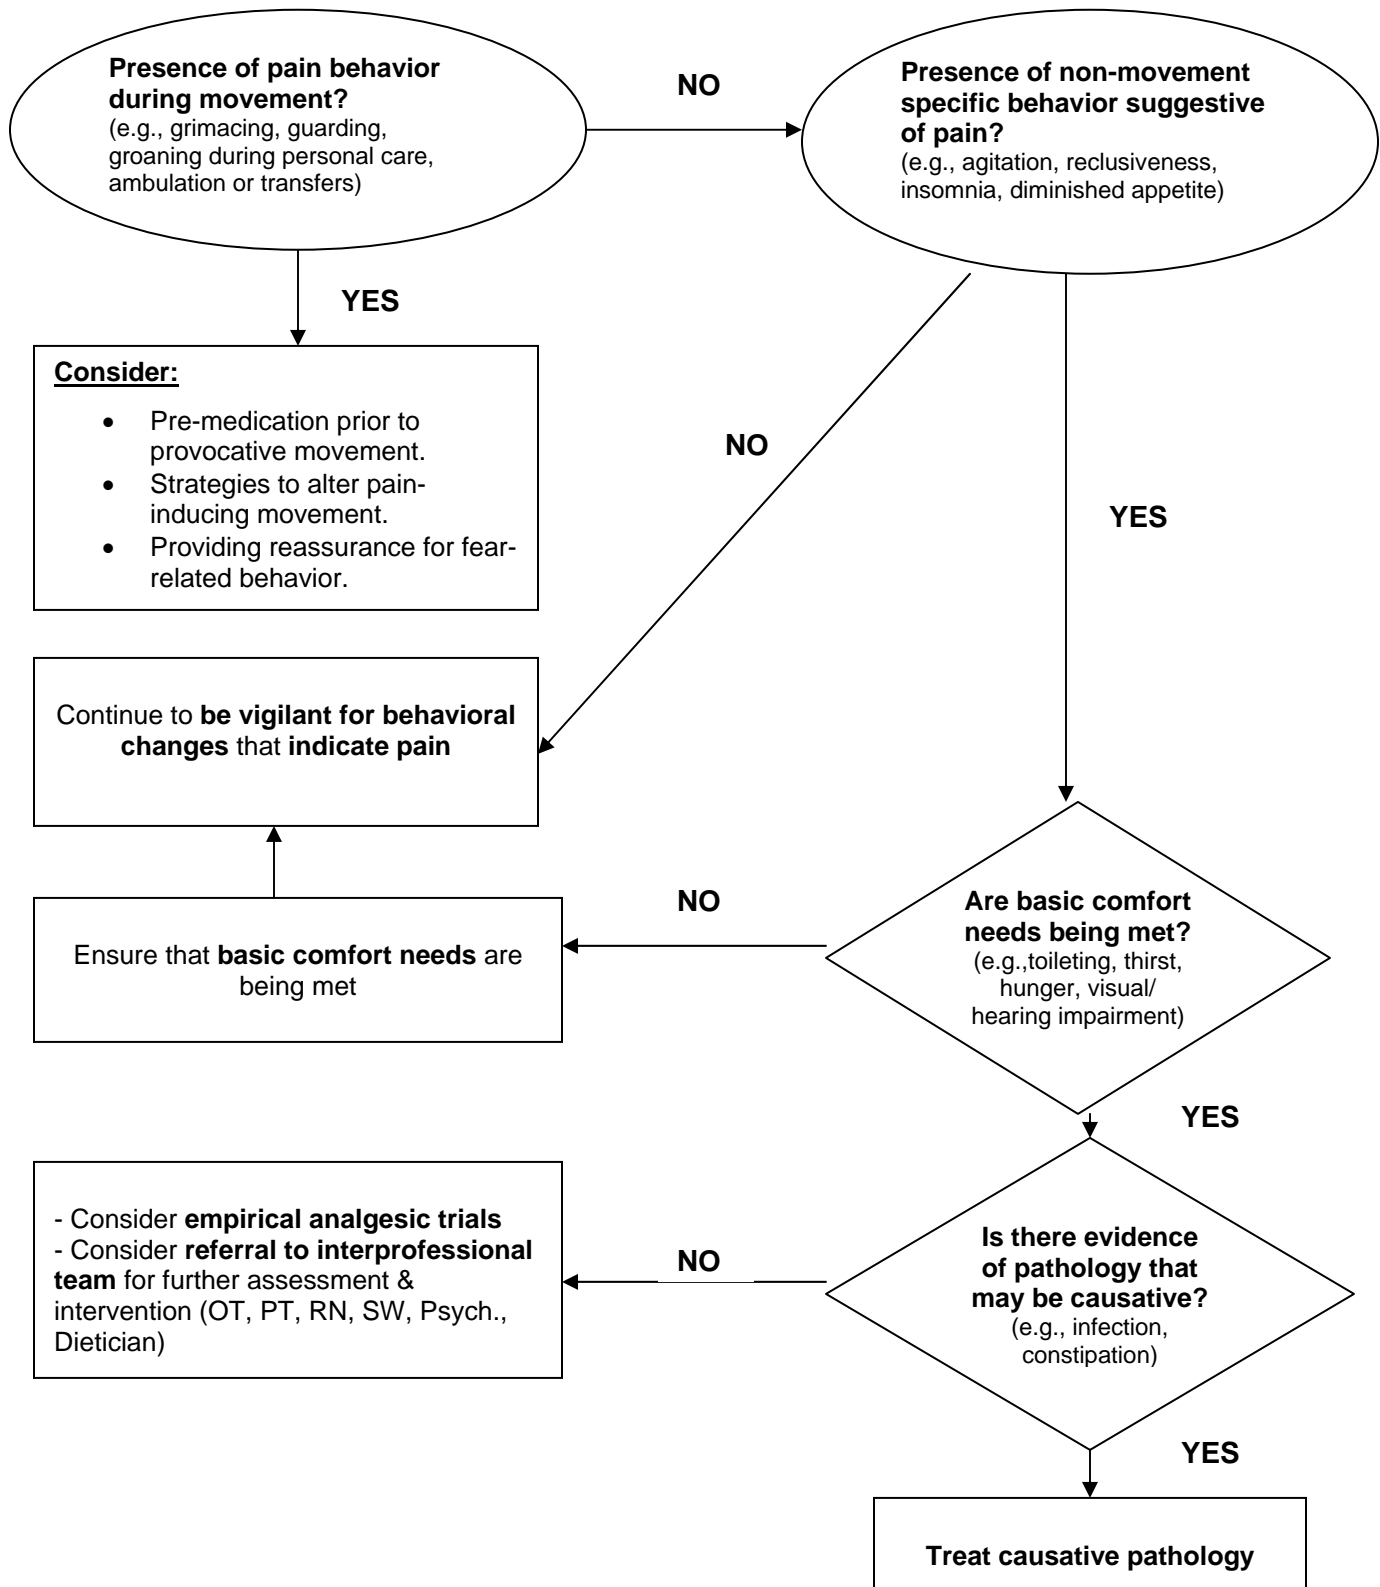 Presence of pain behavior
during movement?
(e.g., grimacing, guarding,
groaning during personal care,
ambulation or transfers)
NO
Presence of non-movement
specific behavior suggestive
of pain?
(e.g., agitation, reclusiveness,
insomnia, diminished appetite)
YES
Consider:
• Pre-medication prior to
provocative movement.
• Strategies to alter pain-
inducing movement.
• Providing reassurance for fear-
related behavior.
NO
YES
Continue to be vigilant for behavioral
changes that indicate pain
Ensure that basic comfort needs are
being met
NO
Are basic comfort
needs being met?
(e.g.,toileting, thirst,
hunger, visual/
hearing impairment)
YES
- Consider empirical analgesic trials
- Consider referral to interprofessional
team for further assessment &
intervention (OT, PT, RN, SW, Psych.,
Dietician)
NO
Is there evidence
of pathology that
may be causative?
(e.g., infection,
constipation)
YES
Treat causative pathology